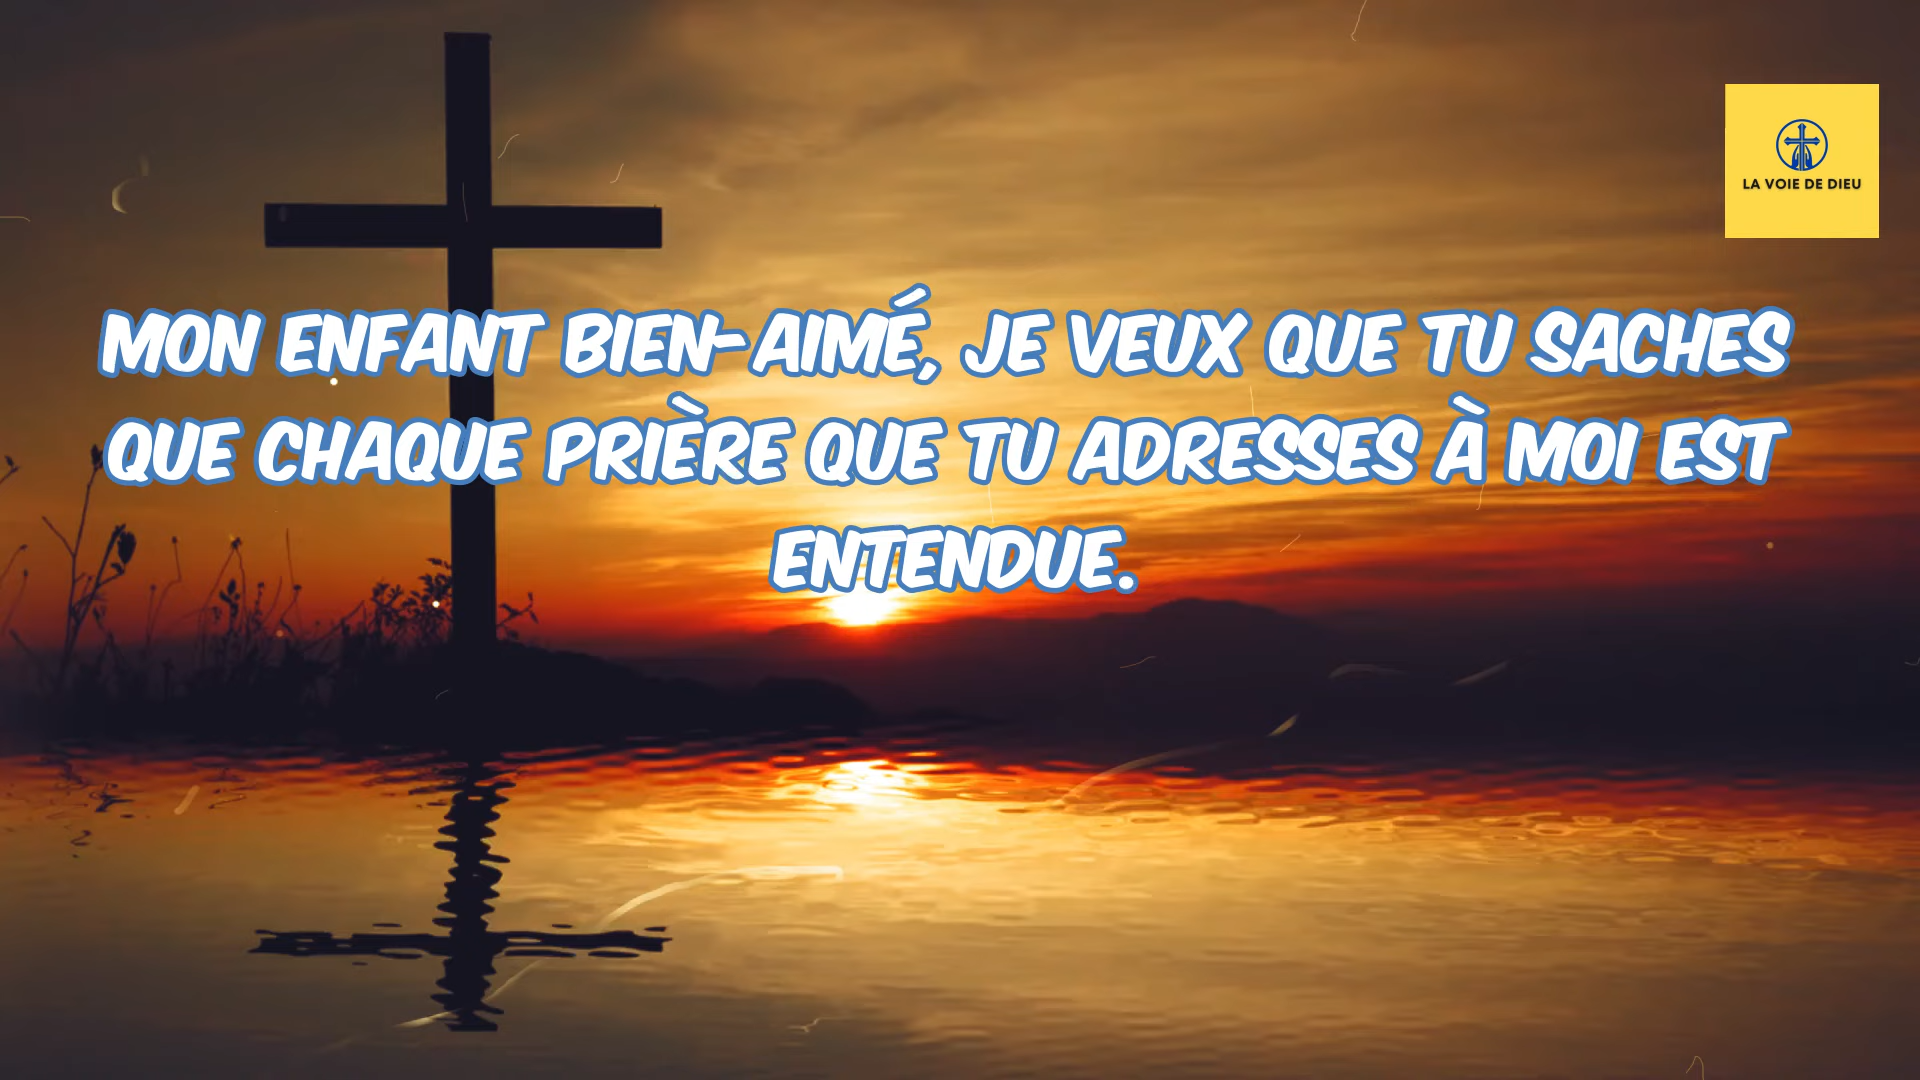 LA VOIE DE DIEU
MON ENFANT BIEN-AIMÉ, JE VEUX QUE TU SACHES
QUE CHAQUE PRIÈRE QUE TU ADRESSES À MOI EST
ENTENDUE.